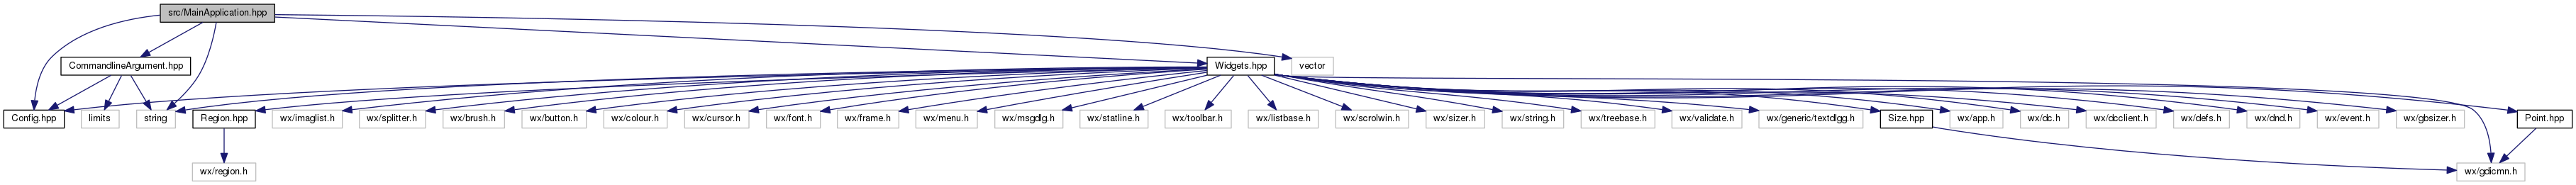 src/MainApplication.hpp
CommandlineArgument.hpp
Widgets.hpp
vector
Config.hpp
limits
string
Region.hpp
wx/imaglist.h
wx/splitter.h
wx/brush.h
wx/button.h
wx/colour.h
wx/cursor.h
wx/font.h
wx/frame.h
wx/menu.h
wx/msgdlg.h
wx/statline.h
wx/toolbar.h
wx/listbase.h
wx/scrolwin.h
wx/sizer.h
wx/string.h
wx/treebase.h
wx/validate.h
wx/generic/textdlgg.h
Size.hpp
wx/app.h
wx/dc.h
wx/dcclient.h
wx/defs.h
wx/dnd.h
wx/event.h
wx/gbsizer.h
Point.hpp
wx/region.h
wx/gdicmn.h